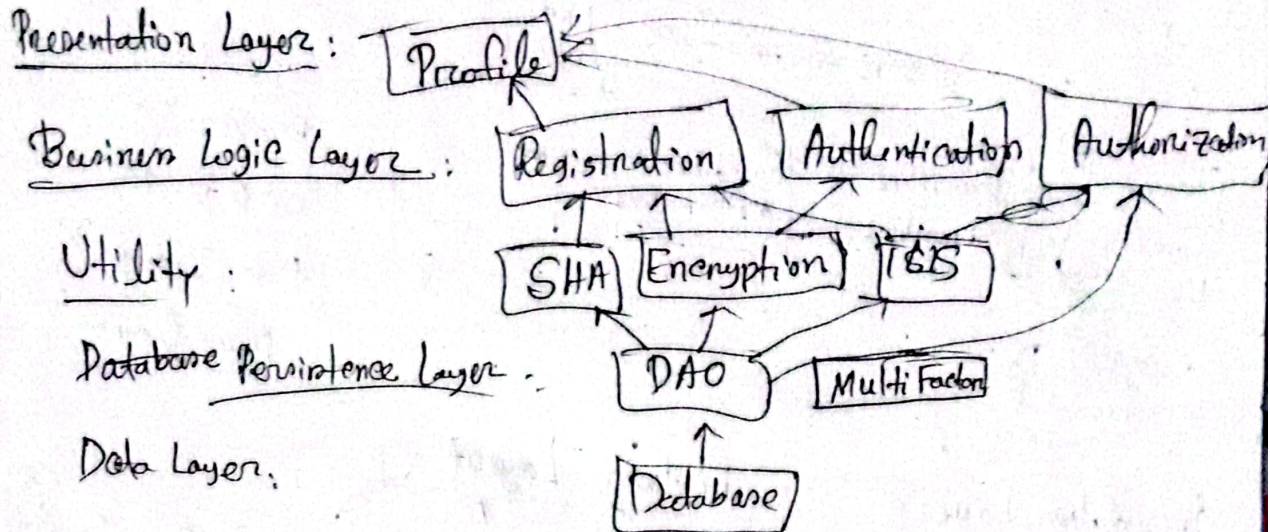 Presentation Layer : Profile
Business Logic Layer : Registration Authentication Authorization
Utility : SHA Encryption
Database Persistence Layer . DAO Multi Factor
Data Layer. Database